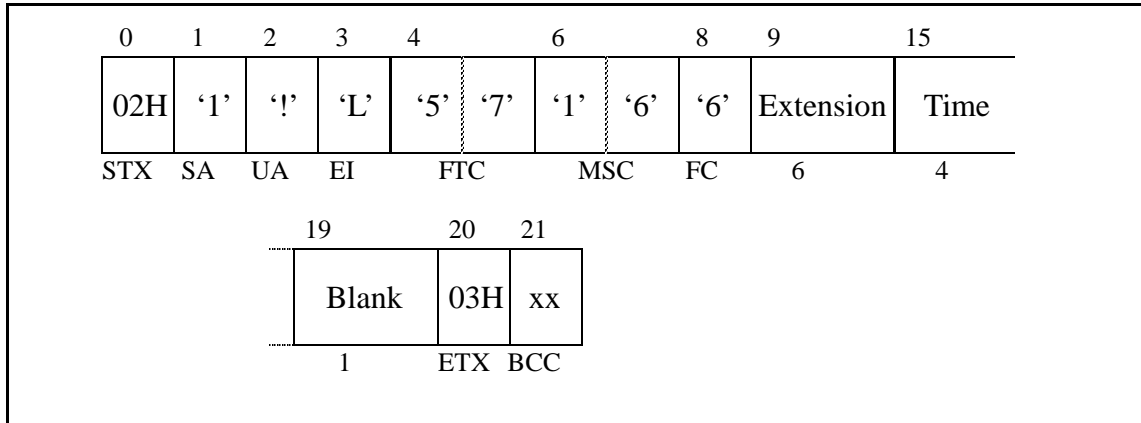 0 1 2 3 4 6 8 9 15
02H ‘1’ ‘!’ ‘L’ ‘5’ ‘7’ ‘1’ ‘6’ ‘6’ Extension Time
STX SA UA EI FTC MSC FC 6 4
19 20 21
Blank 03H xx
1 ETX BCC